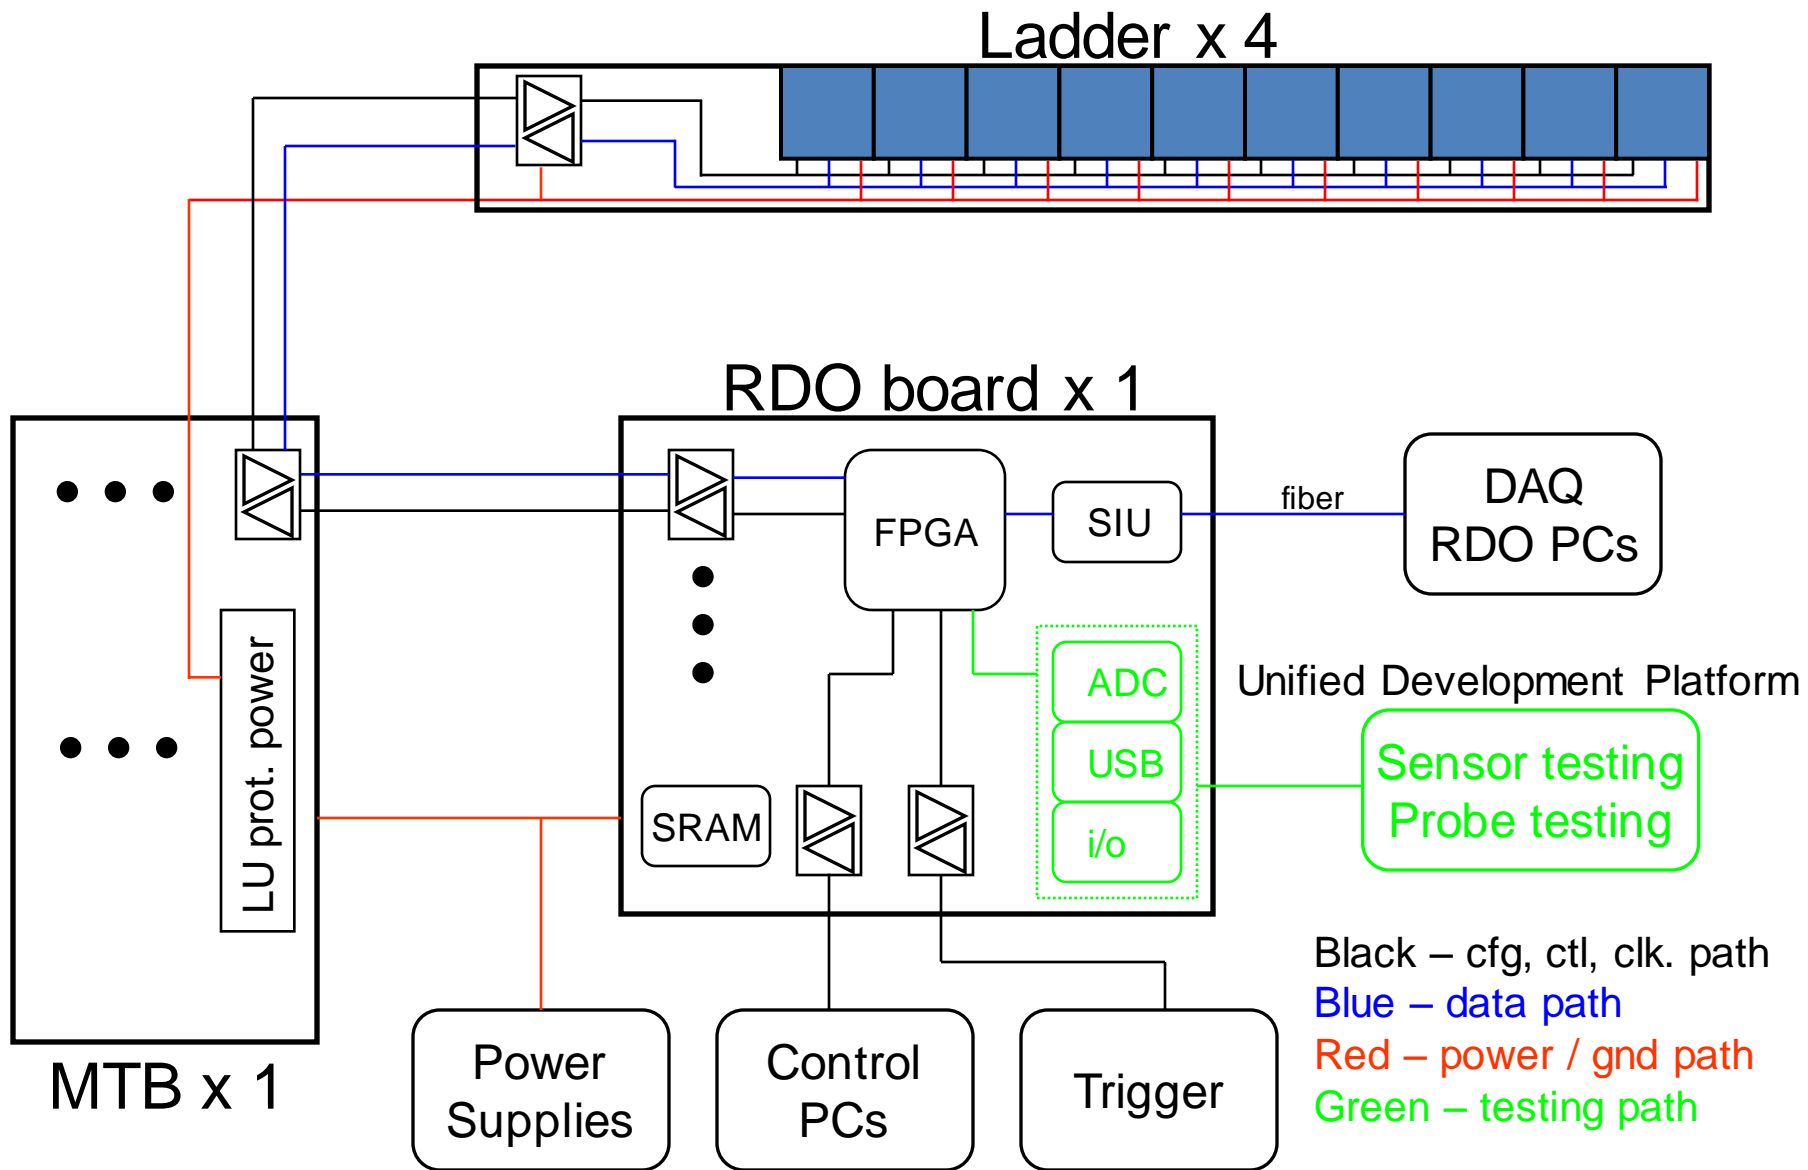 Ladder x 4
RDO board x 1
FPGA
SIU
fiber
DAQ
RDO PCs
LU prot. power
ADC
USB
i/o
SRAM
Unified Development Platform
Sensor testing
Probe testing
MTB x 1
Power
Supplies
Control
PCs
Trigger
Black – cfg, ctl, clk. path
Blue – data path
Red – power / gnd path
Green – testing path